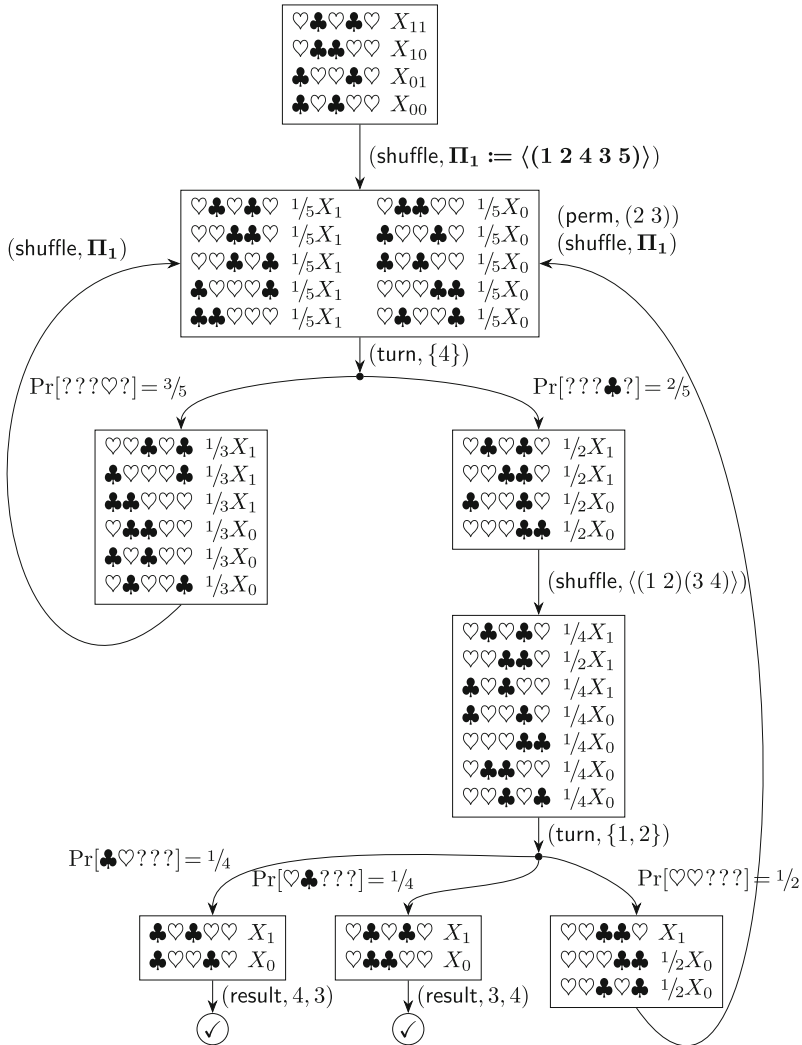 ♡♣♡♣♡ X₁₁
♡♣♣♡♡ X₁₀
♣♡♡♣♡ X₀₁
♣♡♣♡♡ X₀₀
(shuffle, Π₁ := ⟨(1 2 4 3 5)⟩)
♡♣♡♣♡ 1/5X₁ ♡♣♣♡♡ 1/5X₀
♡♡♣♣♡ 1/5X₁ ♣♡♡♣♡ 1/5X₀
♡♡♣♡♣ 1/5X₁ ♣♡♣♡♡ 1/5X₀
♣♡♡♡♣ 1/5X₁ ♡♡♡♣♣ 1/5X₀
♣♣♡♡♡ 1/5X₁ ♡♣♡♡♣ 1/5X₀
(shuffle, Π₁)
(perm, (2 3))
(shuffle, Π₁)
(turn, {4})
Pr[???♡?] = 3/5
Pr[???♣?] = 2/5
♡♡♣♡♣ 1/3X₁
♣♡♡♡♣ 1/3X₁
♣♣♡♡♡ 1/3X₁
♡♣♣♡♡ 1/3X₀
♣♡♣♡♡ 1/3X₀
♡♣♡♡♣ 1/3X₀
♡♣♡♣♡ 1/2X₁
♡♡♣♣♡ 1/2X₁
♣♡♡♣♡ 1/2X₀
♡♡♡♣♣ 1/2X₀
(shuffle, ⟨(1 2)(3 4)⟩)
♡♣♡♣♡ 1/4X₁
♡♡♣♣♡ 1/2X₁
♣♡♣♡♡ 1/4X₁
♣♡♡♣♡ 1/4X₀
♡♡♡♣♣ 1/4X₀
♡♣♣♡♡ 1/4X₀
♡♡♣♡♣ 1/4X₀
(turn, {1, 2})
Pr[♣♡???] = 1/4
Pr[♡♣???] = 1/4
Pr[♡♡???] = 1/2
♣♡♣♡♡ X₁
♣♡♡♣♡ X₀
♡♣♡♣♡ X₁
♡♣♣♡♡ X₀
♡♡♣♣♡ X₁
♡♡♡♣♣ 1/2X₀
♡♡♣♡♣ 1/2X₀
(result, 4, 3)
(result, 3, 4)
✓
✓